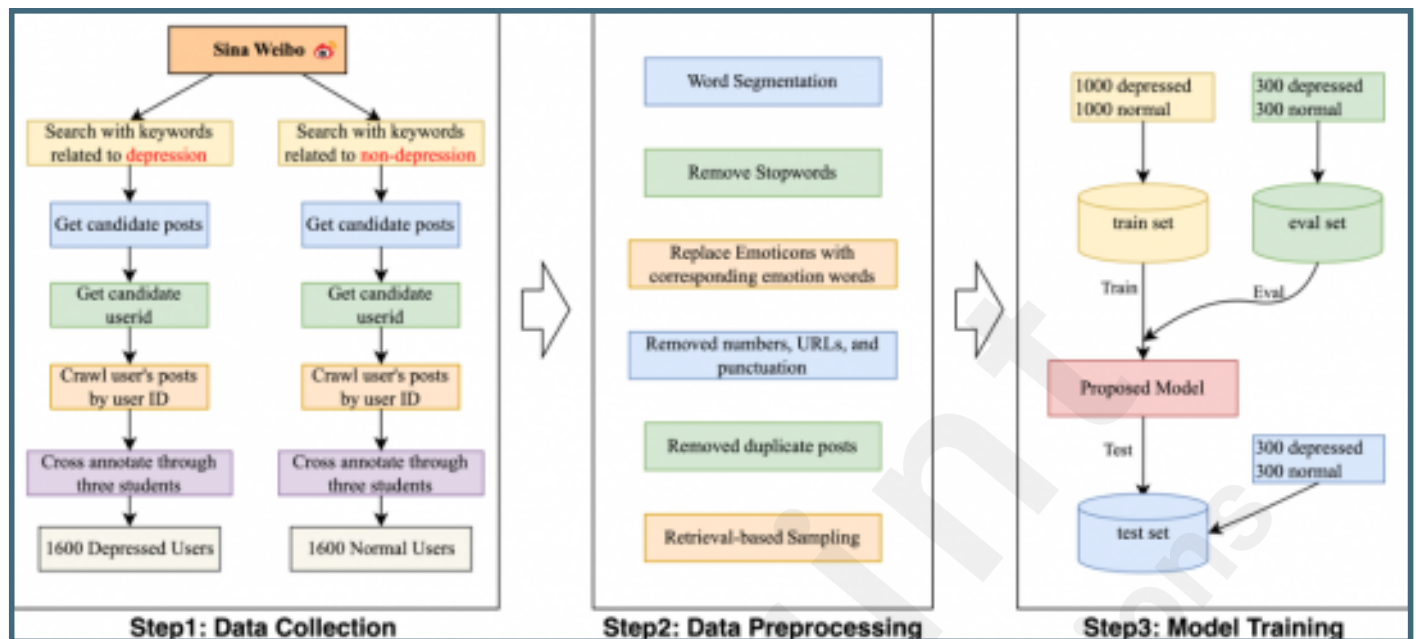 Sina Weibo
Search with keywords
related to depression
Get candidate posts
Get candidate
userid
Crawl user's posts
by user ID
Cross annotate through
three students
1600 Depressed Users
Search with keywords
related to non-depression
Get candidate posts
Get candidate
userid
Crawl user's posts
by user ID
Cross annotate through
three students
1600 Normal Users
Step1: Data Collection
Word Segmentation
Remove Stopwords
Replace Emoticons with
corresponding emotion words
Removed numbers, URLs, and
punctuation
Removed duplicate posts
Retrieval-based Sampling
Step2: Data Preprocessing
1000 depressed
1000 normal
300 depressed
300 normal
train set
eval set
Train
Eval
Proposed Model
Test
300 depressed
300 normal
test set
Step3: Model Training
int
ons